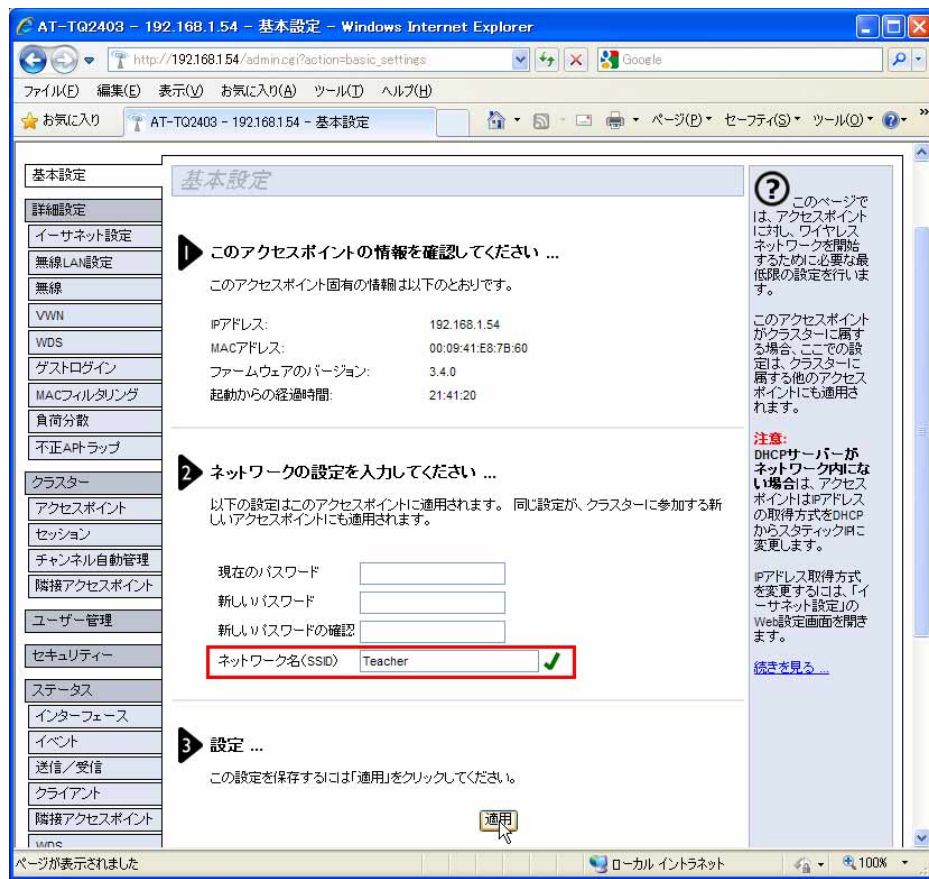 AT-TQ2403 - 192.168.1.54 - 基本設定 - Windows Internet Explorer
http://192.168.1.54/admin.cgi?action=basic_settings
Google
ファイル(F) 編集(E) 表示(V) お気に入り(A) ツール(T) ヘルプ(H)
お気に入り
AT-TQ2403 - 192.168.1.54 - 基本設定
ページ(P) セーフティ(S) ツール(O)
基本設定
詳細設定
イーサネット設定
無線LAN設定
無線
VWN
WDS
ゲストログイン
MACフィルタリング
負荷分散
不正APトラップ
クラスター
アクセスポイント
セッション
チャンネル自動管理
隣接アクセスポイント
ユーザー管理
セキュリティー
ステータス
インターフェース
イベント
送信/受信
クライアント
隣接アクセスポイント
WDS
基本設定
1 このアクセスポイントの情報を確認してください ...
このアクセスポイント固有の情報は以下のとおりです。
IPアドレス: 192.168.1.54
MACアドレス: 00:09:41:E8:7B:60
ファームウェアのバージョン: 3.4.0
起動からの経過時間: 21:41:20
2 ネットワークの設定を入力してください ...
以下の設定はこのアクセスポイントに適用されます。 同じ設定が、クラスターに参加する新
しいアクセスポイントにも適用されます。
現在のパスワード
新しいパスワード
新しいパスワードの確認
ネットワーク名(SSID) Teacher
3 設定 ...
この設定を保存するには「適用」をクリックしてください。
適用
? このページで
は、アクセスポイント
に対し、ワイヤレス
ネットワークを開始
するために必要な最
低限の設定を行いま
す。
このアクセスポイント
がクラスターに属す
る場合、ここでの設
定は、クラスターに
属する他のアクセス
ポイントにも適用さ
れます。
注意:
DHCPサーバーが
ネットワーク内にな
い場合は、アクセス
ポイントはIPアドレス
の取得方式をDHCP
からスタティックIPに
変更します。
IPアドレス取得方式
を変更するには、「イ
ーサネット設定」の
Web設定画面を開き
ます。
続きを見る ...
ページが表示されました
ローカル イントラネット
100%